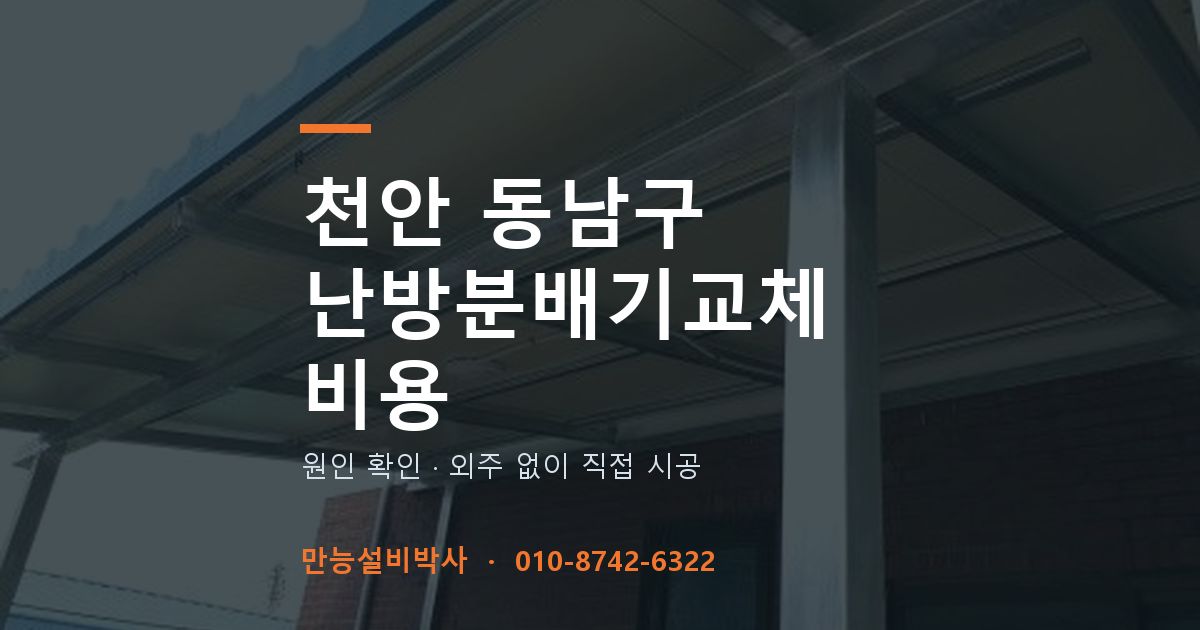 천안 동남구
난방분배기교체
비용
원인 확인 · 외주 없이 직접 시공
만능설비박사 · 010-8742-6322